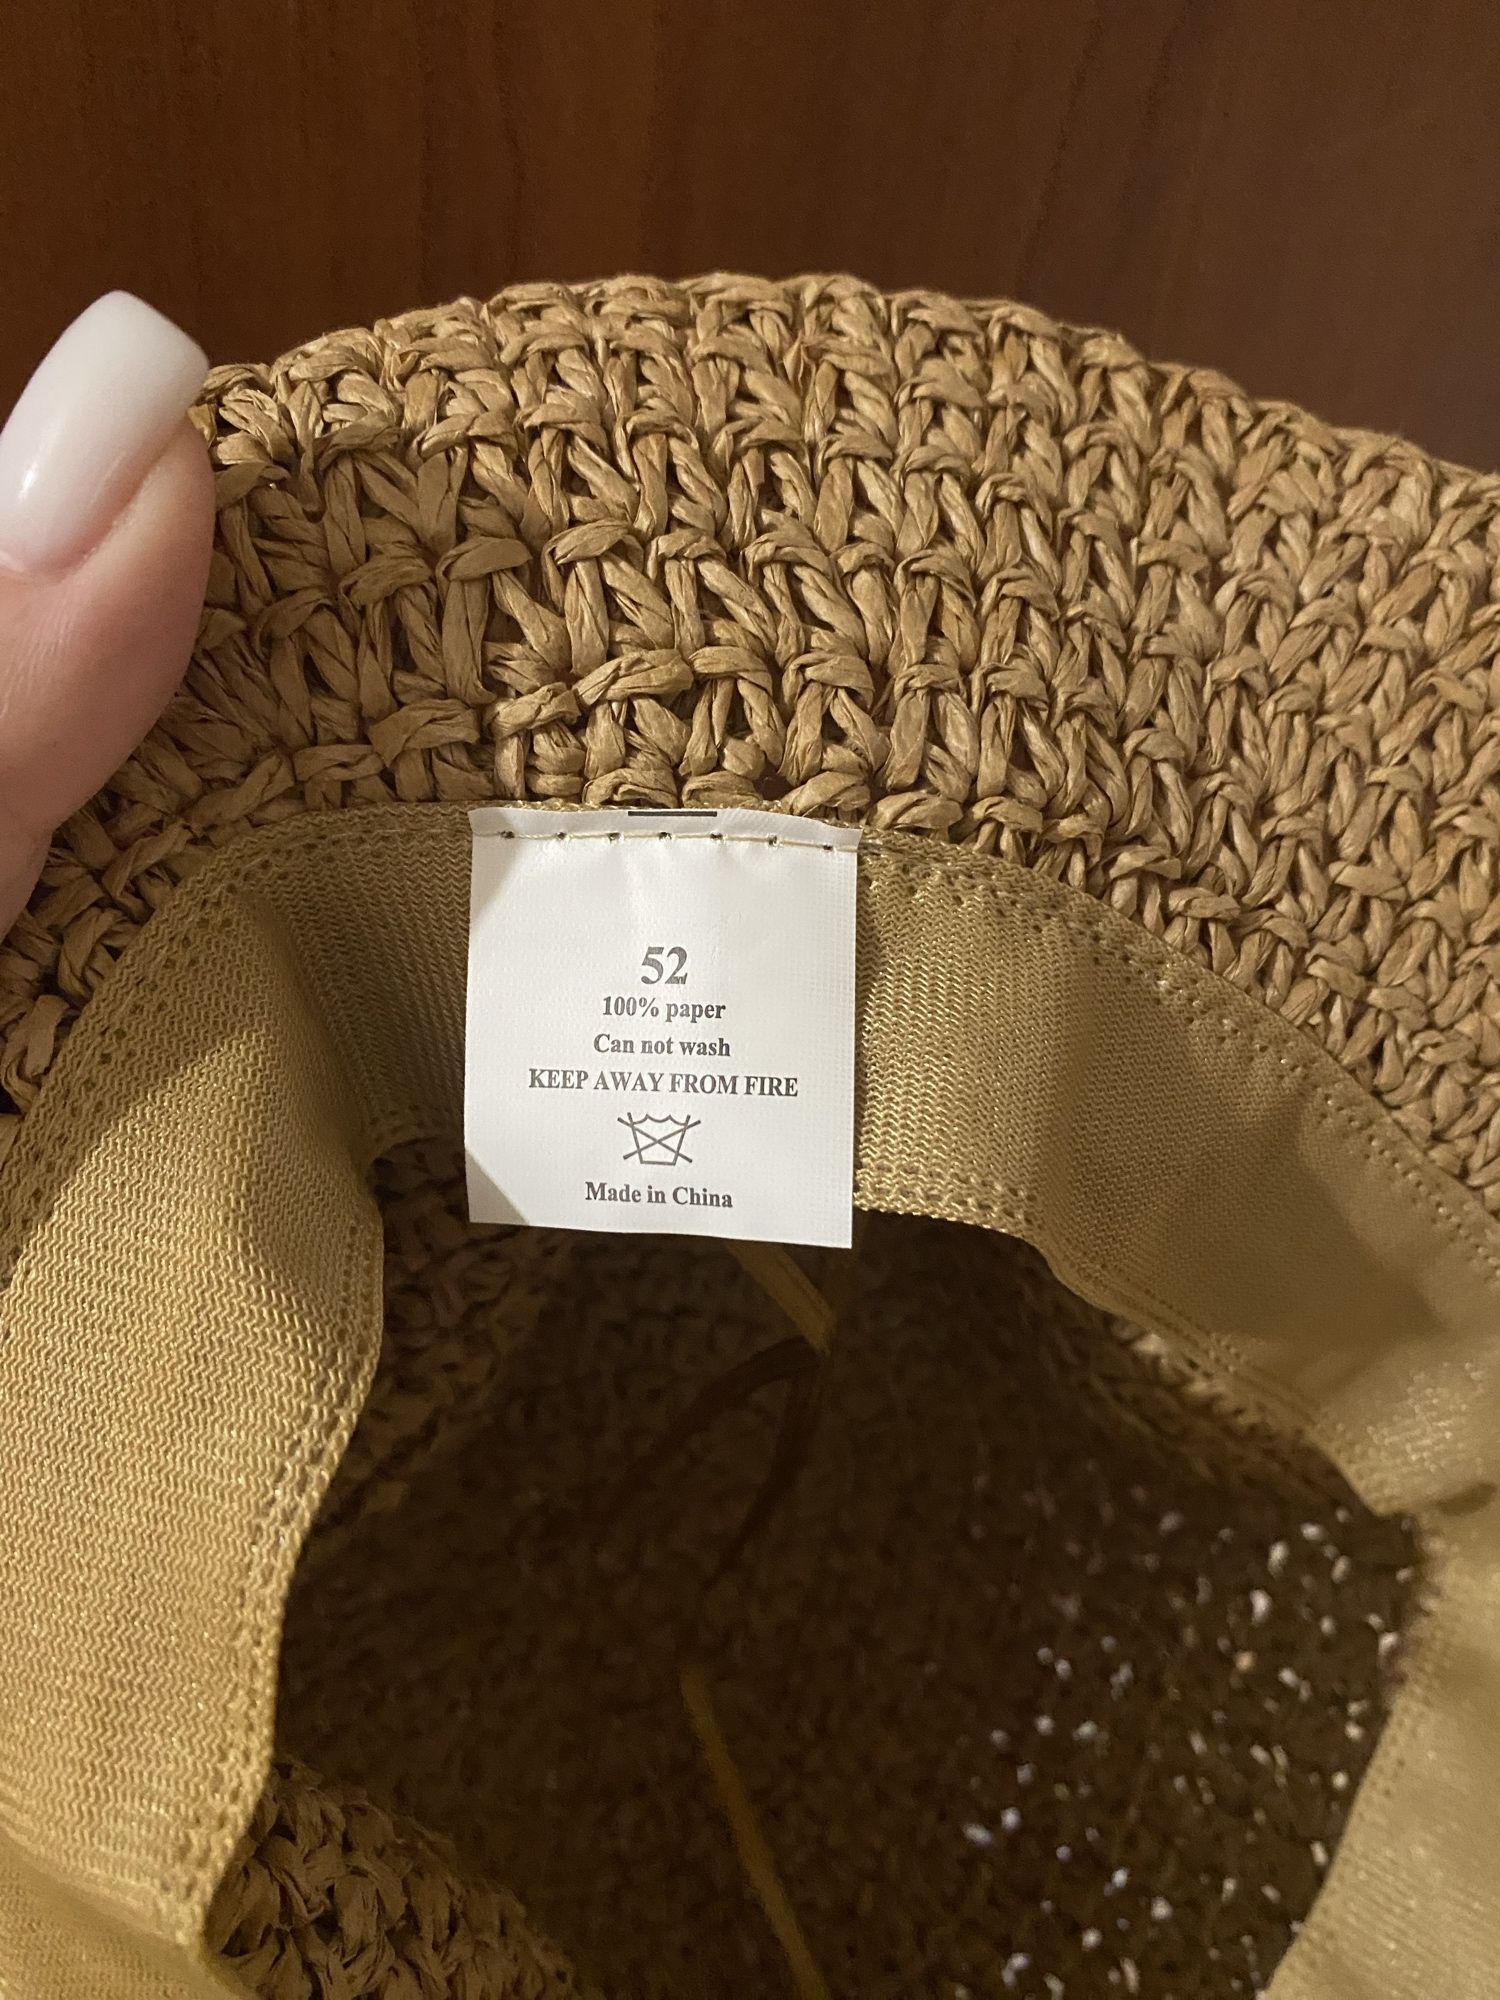 52
100% paper
Can not wash
KEEP AWAY FROM FIRE
Made in China